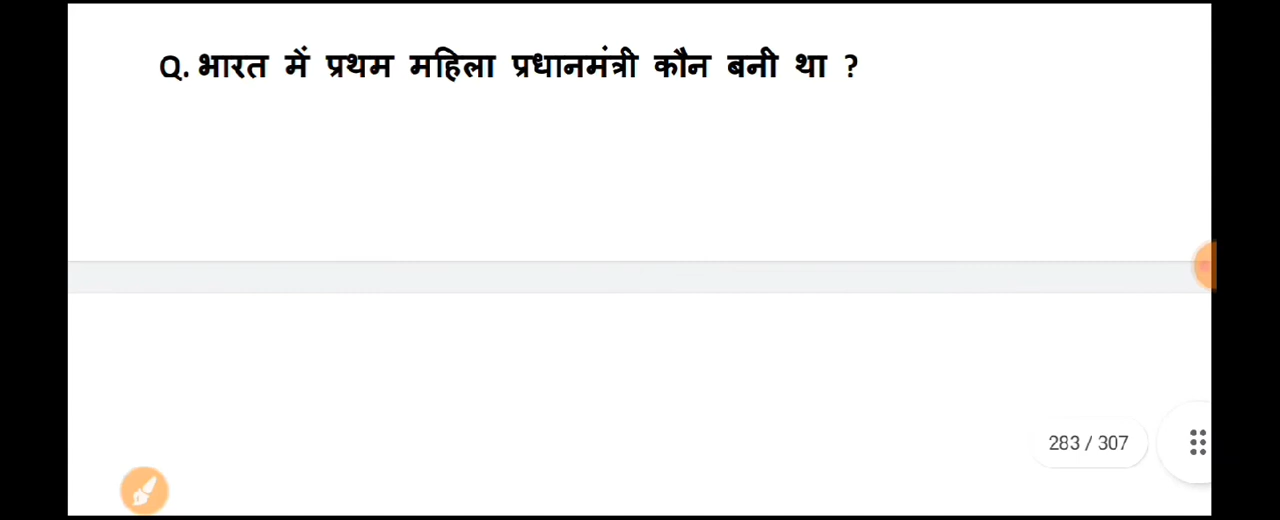 Q. भारत में प्रथम महिला प्रधानमंत्री कौन बनी था ?
283 / 307